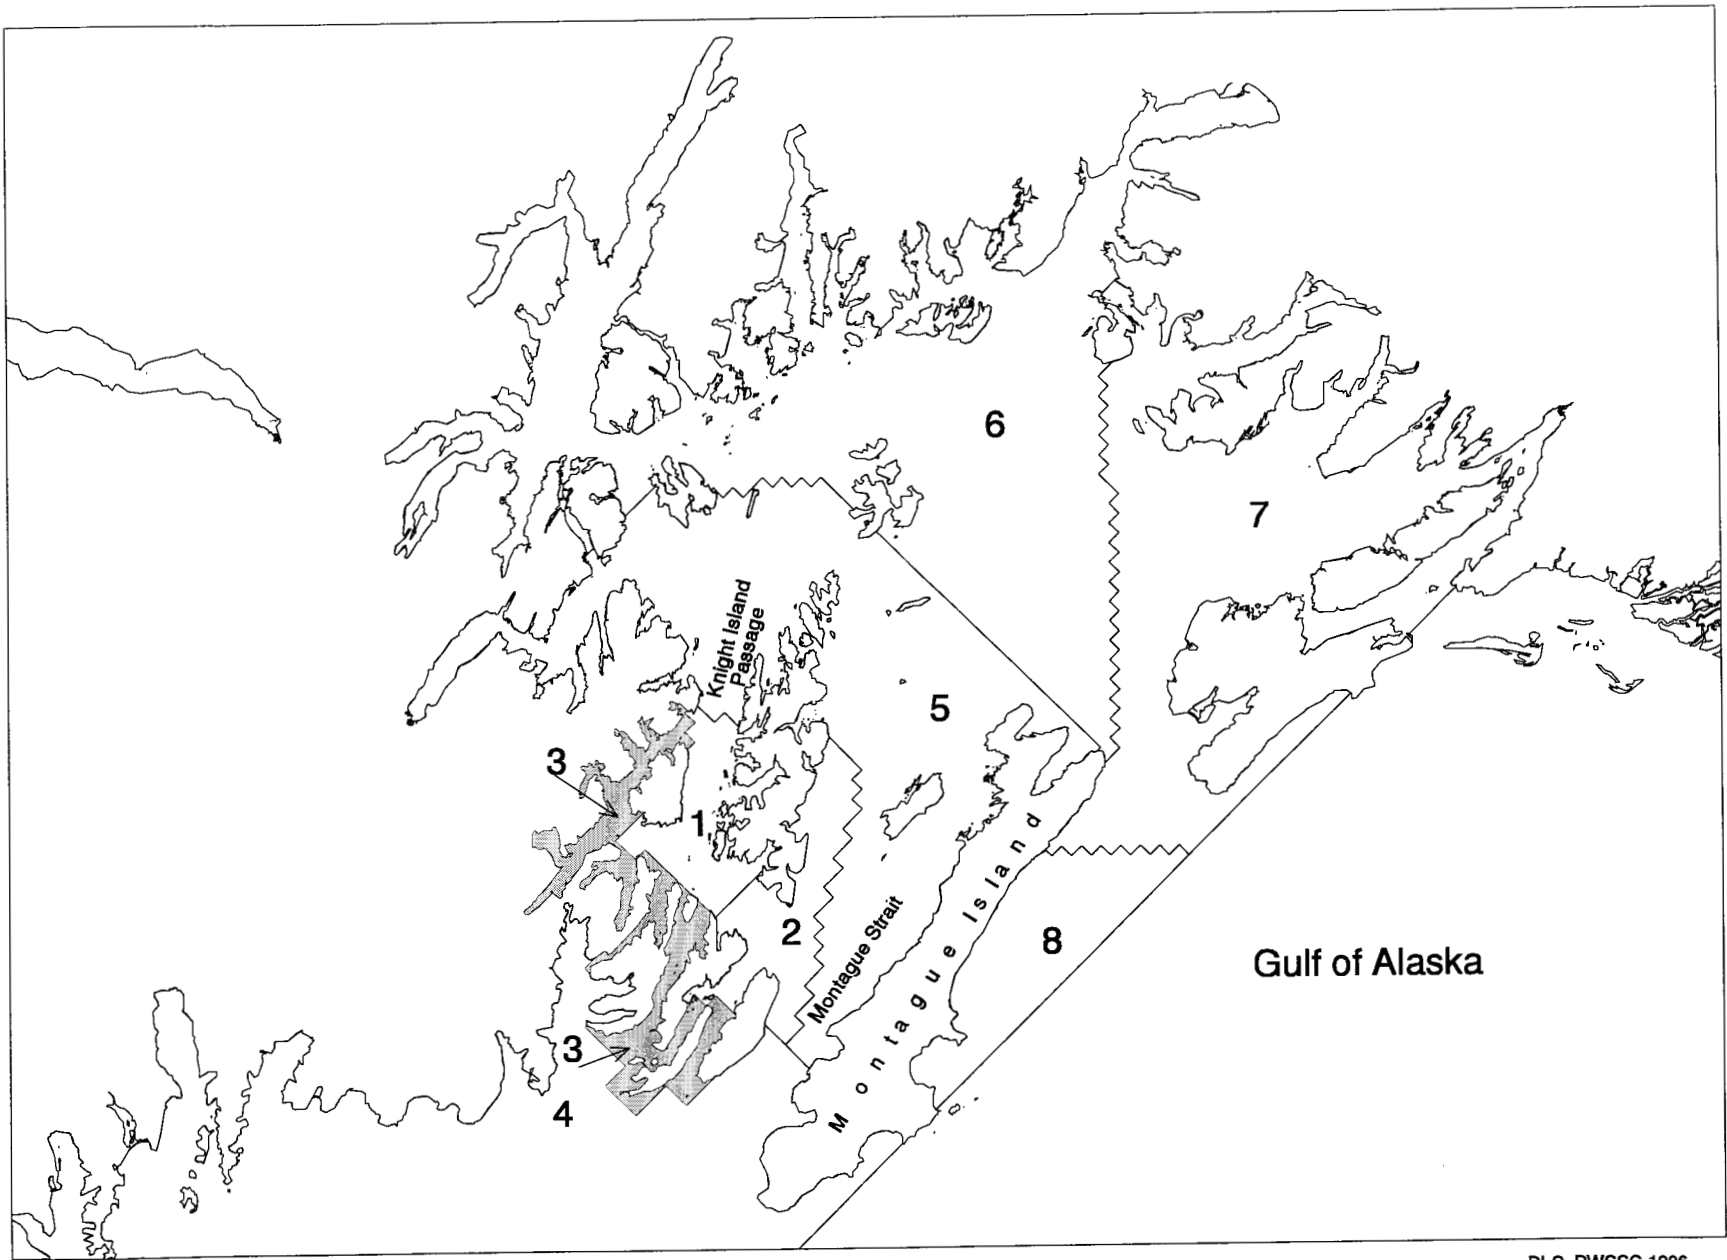 6
7
Knight Island
Passage
5
3
1
2
Montague Strait
Montague Island
8
Gulf of Alaska
3
4